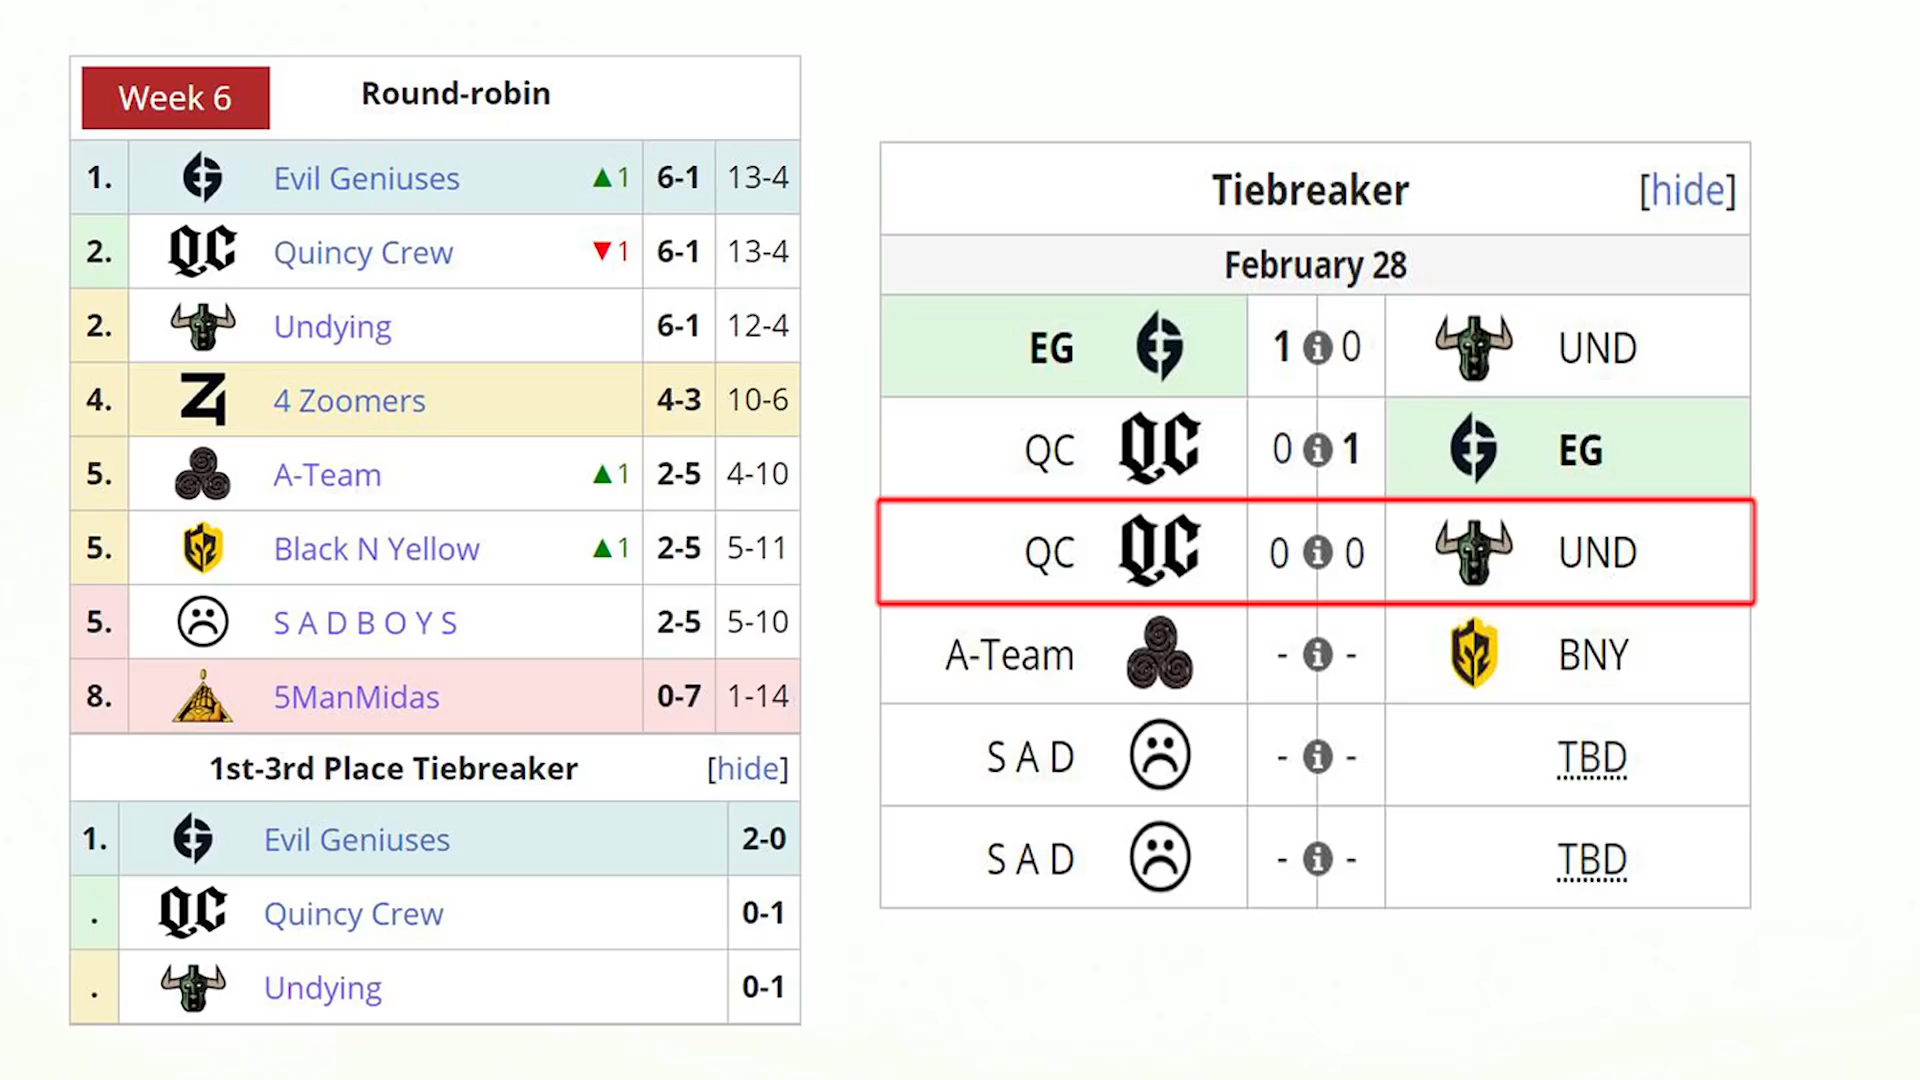 Week 6 Round-robin
1. Evil Geniuses ▲1 6-1 13-4
2. QC Quincy Crew ▼1 6-1 13-4
2. Undying 6-1 12-4
4. Z4 4 Zoomers 4-3 10-6
5. A-Team ▲1 2-5 4-10
5. Black N Yellow ▲1 2-5 5-11
5. S A D B O Y S 2-5 5-10
8. 5ManMidas 0-7 1-14
1st-3rd Place Tiebreaker [hide]
1. Evil Geniuses 2-0
. QC Quincy Crew 0-1
. Undying 0-1
Tiebreaker [hide]
February 28
EG 1 i 0 UND
QC QC 0 i 1 EG
QC QC 0 i 0 UND
A-Team - i - BNY
S A D - i - TBD
S A D - i - TBD